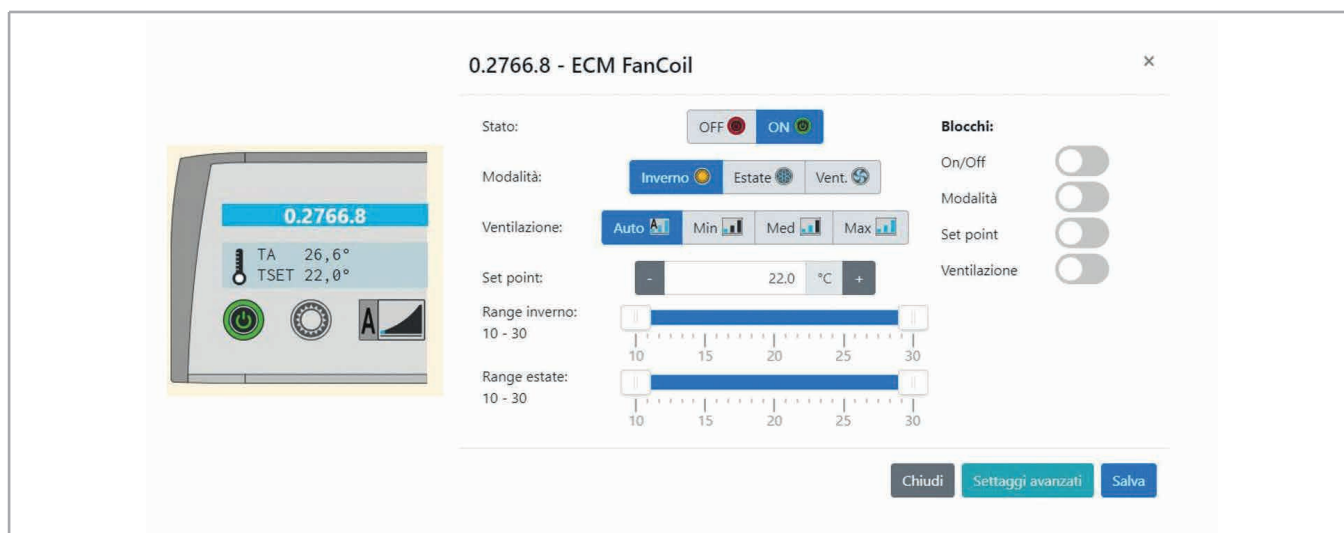 0.2766.8 - ECM FanCoil ×
Stato: OFF ON
Modalità: Inverno Estate Vent.
Ventilazione: Auto A Min Med Max
Set point: - 22.0 °C +
Range inverno:
10 - 30
10 15 20 25 30
Range estate:
10 - 30
10 15 20 25 30
Blocchi:
On/Off
Modalità
Set point
Ventilazione
0.2766.8
TA 26,6°
TSET 22,0°
A
Chiudi Settaggi avanzati Salva